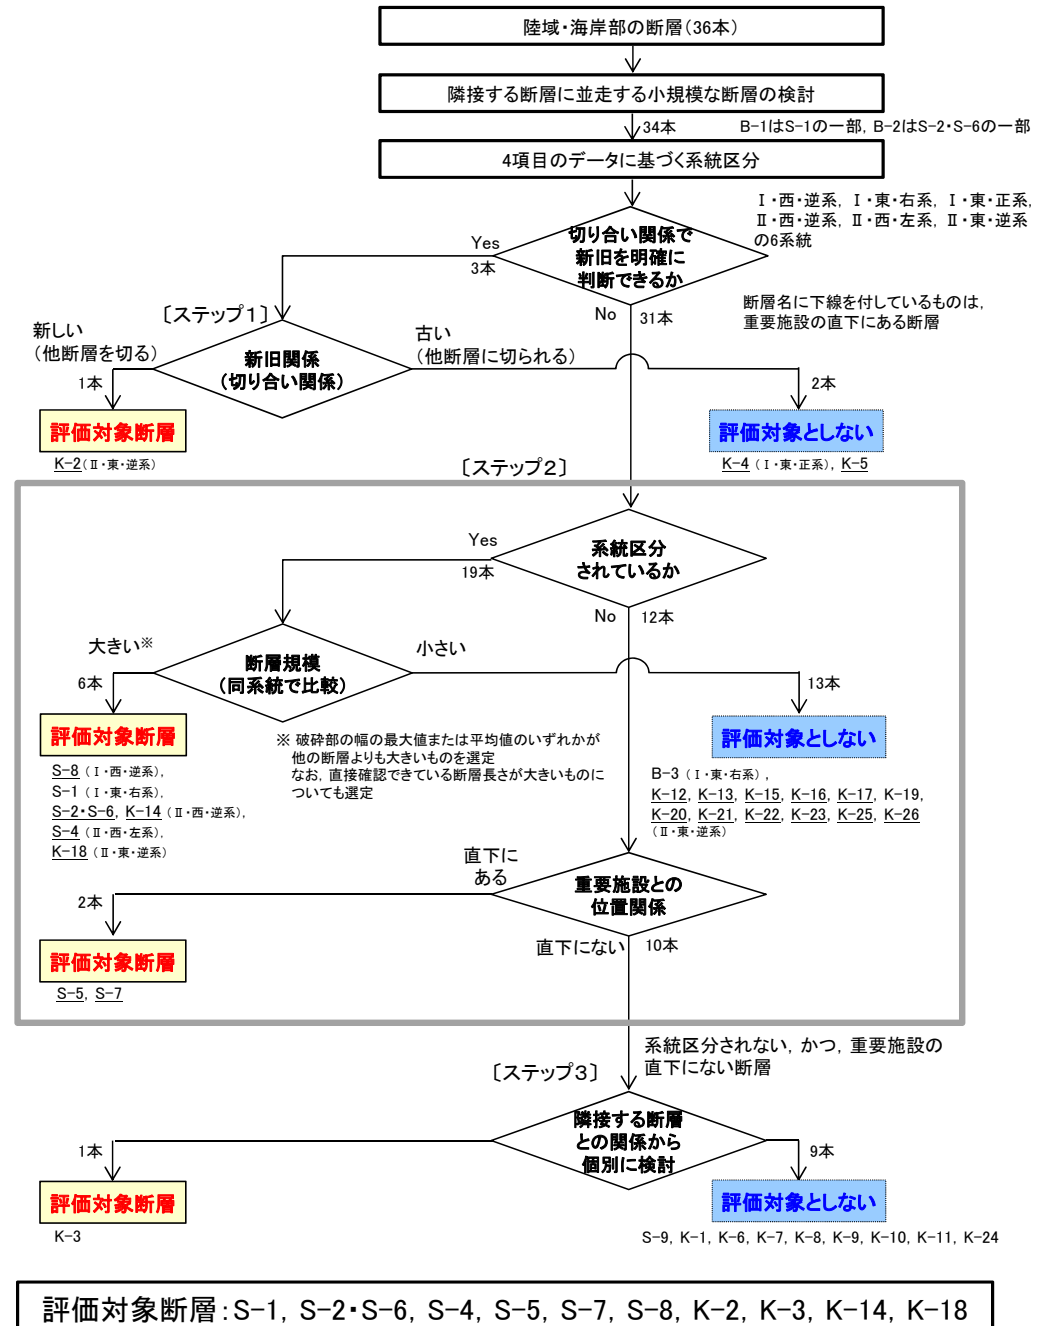 陸域・海岸部の断層(36本)
隣接する断層に並走する小規模な断層の検討
34本
B-1はS-1の一部, B-2はS-2・S-6の一部
4項目のデータに基づく系統区分
Ⅰ・西・逆系, Ⅰ・東・右系, Ⅰ・東・正系,
Ⅱ・西・逆系, Ⅱ・西・左系, Ⅱ・東・逆系
の6系統
切り合い関係で
新旧を明確に
判断できるか
Yes
3本
No
31本
断層名に下線を付しているものは,
重要施設の直下にある断層
〔ステップ1〕
新しい
(他断層を切る)
古い
(他断層に切られる)
新旧関係
(切り合い関係)
1本
2本
評価対象断層
評価対象としない
K-2(Ⅱ・東・逆系)
K-4 (Ⅰ・東・正系), K-5
〔ステップ2〕
系統区分
されているか
Yes
19本
No
12本
大きい※
小さい
断層規模
(同系統で比較)
6本
13本
評価対象断層
評価対象としない
※ 破砕部の幅の最大値または平均値のいずれかが
他の断層よりも大きいものを選定
なお, 直接確認できている断層長さが大きいものに
ついても選定
S-8 (Ⅰ・西・逆系),
S-1 (Ⅰ・東・右系),
S-2・S-6, K-14 (Ⅱ・西・逆系),
S-4 (Ⅱ・西・左系),
K-18 (Ⅱ・東・逆系)
B-3 (Ⅰ・東・右系),
K-12, K-13, K-15, K-16, K-17, K-19,
K-20, K-21, K-22, K-23, K-25, K-26
(Ⅱ・東・逆系)
直下に
ある
重要施設との
位置関係
2本
直下にない
10本
評価対象断層
S-5, S-7
系統区分されない, かつ, 重要施設の
直下にない断層
〔ステップ3〕
隣接する断層
との関係から
個別に検討
1本
9本
評価対象断層
評価対象としない
K-3
S-9, K-1, K-6, K-7, K-8, K-9, K-10, K-11, K-24
評価対象断層:S-1, S-2・S-6, S-4, S-5, S-7, S-8, K-2, K-3, K-14, K-18